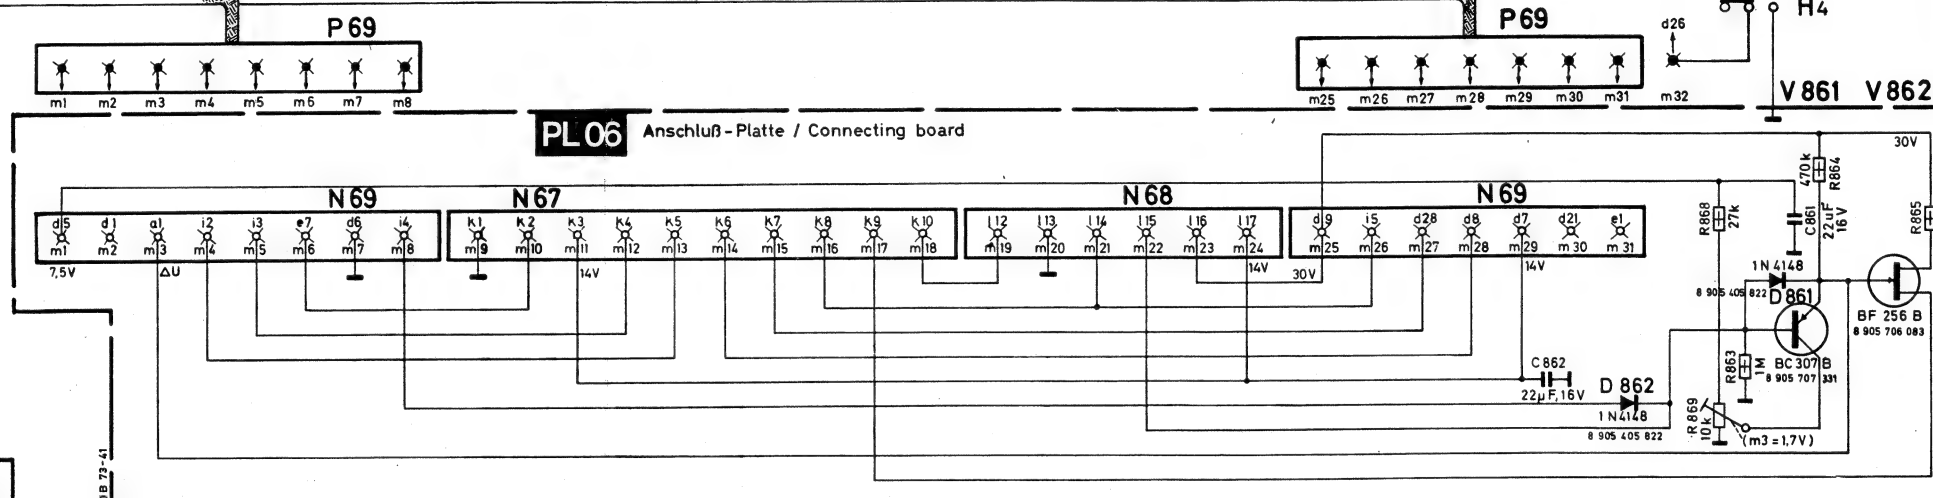 P69
P69
H4
d26
m1 m2 m3 m4 m5 m6 m7 m8
m25 m26 m27 m28 m29 m30 m31 m32
V861 V862
PL06 Anschluß-Platte / Connecting board
30V
N69 N67 N68 N69
470k R864
R868 27k
C861 22µF 16V
R865
d5 d1 a1 i2 i3 e7 d6 i4
k1 k2 k3 k4 k5 k6 k7 k8 k9 k10
l12 l13 l14 l15 l16 l17
d9 i5 d28 d8 d7 d21 e1
m1 m2 m3 m4 m5 m6 m7 m8
m9 m10 m11 m12 m13 m14 m15 m16 m17 m18
m19 m20 m21 m22 m23 m24
m25 m26 m27 m28 m29 m30 m31
7,5V ΔU 14V 14V 30V 14V
1N4148
8 905 405 822 D861
BF 256 B
8 905 706 083
C862
22µF,16V
D862
1N4148
8 905 405 822
R863 1M
BC307B
8 905 707 331
R869 10k
(m3=1,7V)
B 73-41